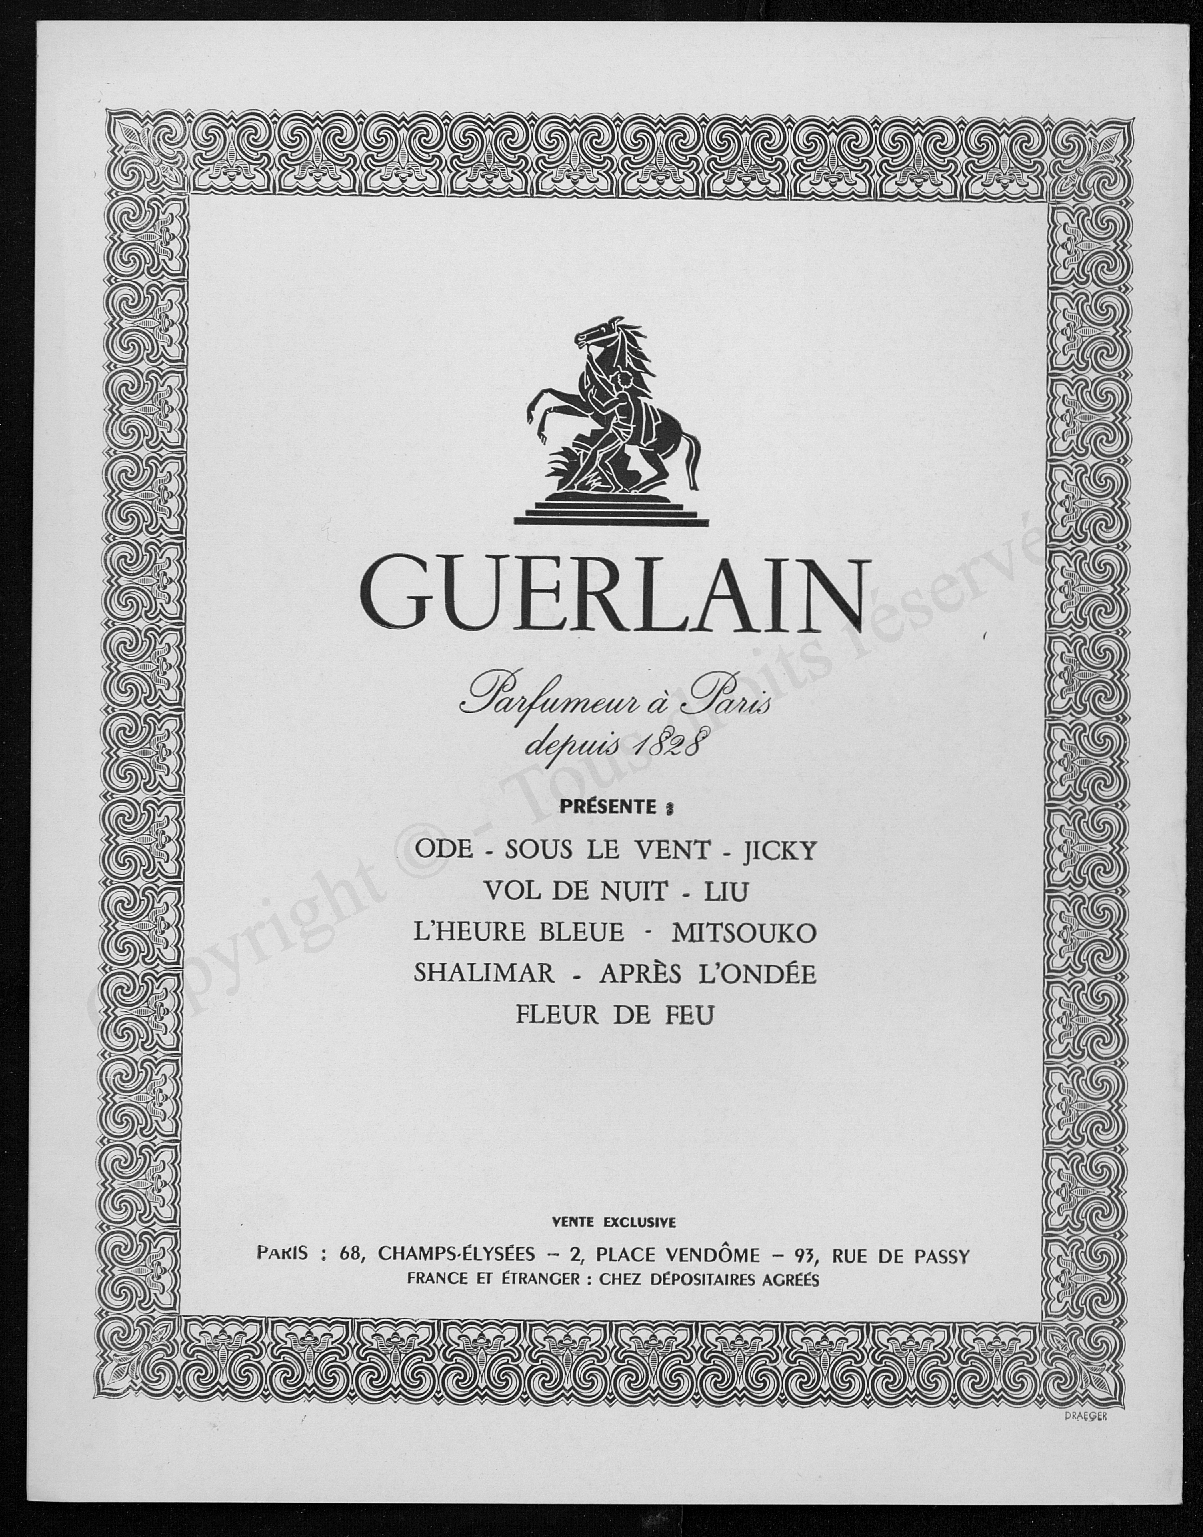 GUERLAIN
Parfumeur à Paris
depuis 1828
PRÉSENTE :
ODE - SOUS LE VENT - JICKY
VOL DE NUIT - LIU
L'HEURE BLEUE - MITSOUKO
SHALIMAR - APRÈS L'ONDÉE
FLEUR DE FEU
VENTE EXCLUSIVE
PARIS : 68, CHAMPS-ÉLYSÉES – 2, PLACE VENDÔME – 93, RUE DE PASSY
FRANCE ET ÉTRANGER : CHEZ DÉPOSITAIRES AGRÉÉS
DRAEGER
Copyright © - Tous droits réservé